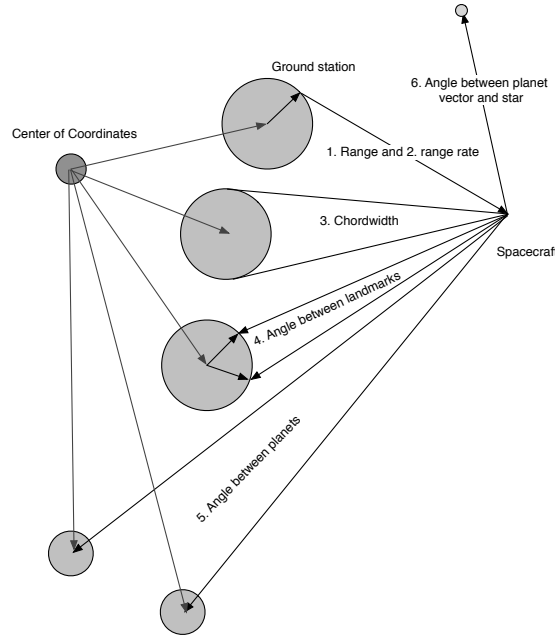 Ground station
6. Angle between planet
vector and star
Center of Coordinates
1. Range and 2. range rate
3. Chordwidth
Spacecraft
4. Angle between landmarks
5. Angle between planets